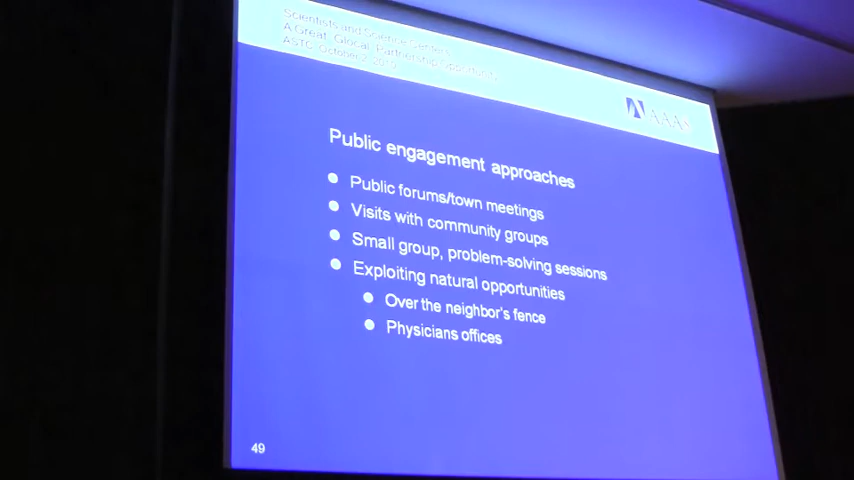 Scientists and Science Centers
A Great 'Glocal' Partnership Opportunity
ASTC October 2, 2010
AAAS
Public engagement approaches
Public forums/town meetings
Visits with community groups
Small group, problem-solving sessions
Exploiting natural opportunities
Over the neighbor's fence
Physicians offices
49